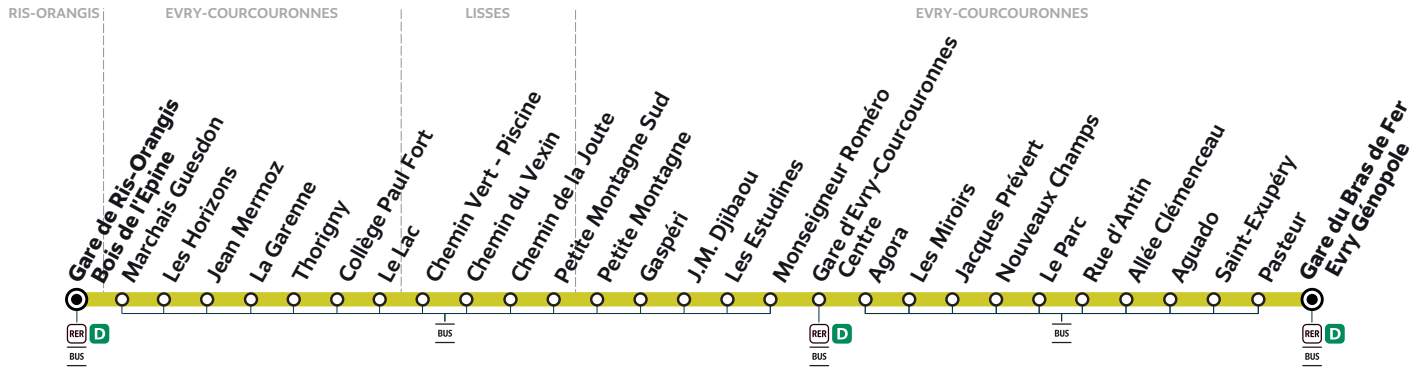 RIS-ORANGIS
EVRY-COURCOURONNES
LISSES
EVRY-COURCOURONNES
Gare de Ris-Orangis
Bois de l'Epine
Marchais Guesdon
Les Horizons
Jean Mermoz
La Garenne
Thorigny
Collège Paul Fort
Le Lac
Chemin Vert - Piscine
Chemin du Vexin
Chemin de la Joute
Petite Montagne Sud
Petite Montagne
Gaspéri
J.M. Djibaou
Les Estudines
Monseigneur Roméro
Gare d'Evry-Courcouronnes
Centre
Agora
Les Miroirs
Jacques Prévert
Nouveaux Champs
Le Parc
Rue d'Antin
Allée Clémenceau
Aguado
Saint-Exupéry
Pasteur
Gare du Bras de Fer
Evry Génopole
RER D
BUS
BUS
RER D
BUS
BUS
RER D
BUS